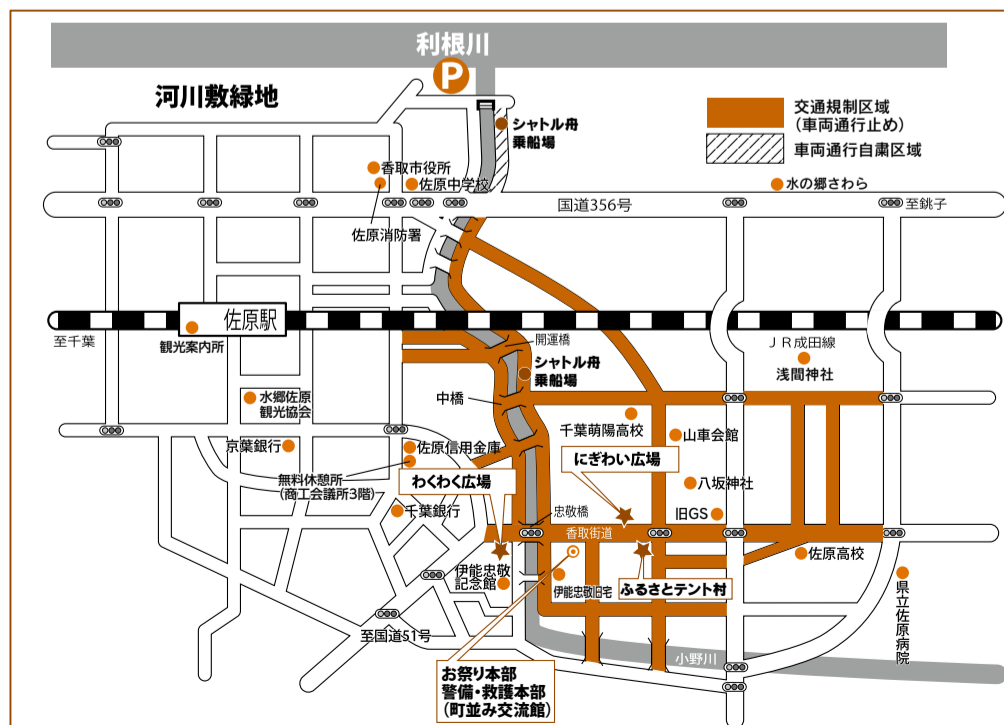 利根川
P
河川敷緑地
シャトル舟
乗船場
交通規制区域
(車両通行止め)
車両通行自粛区域
香取市役所
佐原中学校
水の郷さわら
国道356号
至銚子
佐原消防署
佐原駅
至千葉
観光案内所
開運橋
JR成田線
浅間神社
シャトル舟
乗船場
中橋
水郷佐原
観光協会
千葉萌陽高校
山車会館
京葉銀行
佐原信用金庫
にぎわい広場
無料休憩所
(商工会議所3階)
わくわく広場
八坂神社
千葉銀行
忠敬橋
旧GS
香取街道
佐原高校
伊能忠敬
記念館
伊能忠敬旧宅
ふるさとテント村
県立佐原病院
至国道51号
小野川
お祭り本部
警備・救護本部
(町並み交流館)